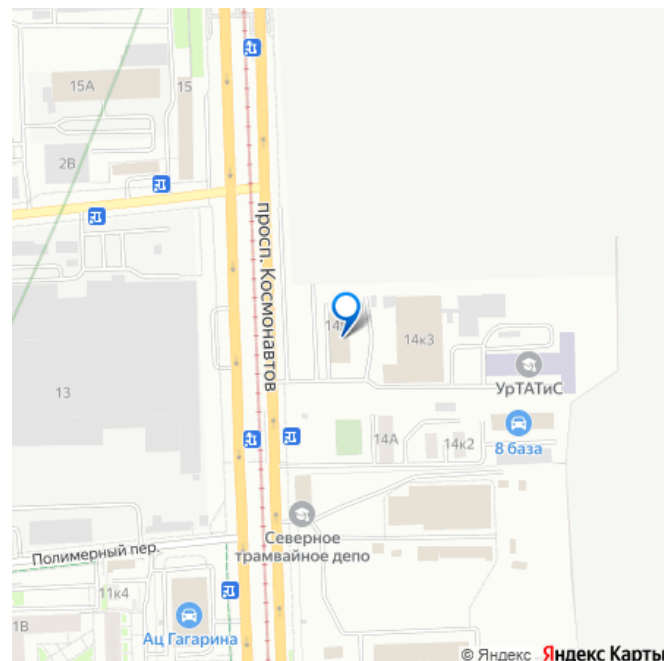 15А
15
2В
просп. Космонавтов
14к3
УрТАТиС
13
14А
14к2
8 база
Северное
трамвайное депо
Полимерный пер.
11к4
1В
Ац Гагарина
© Яндекс Яндекс Карты